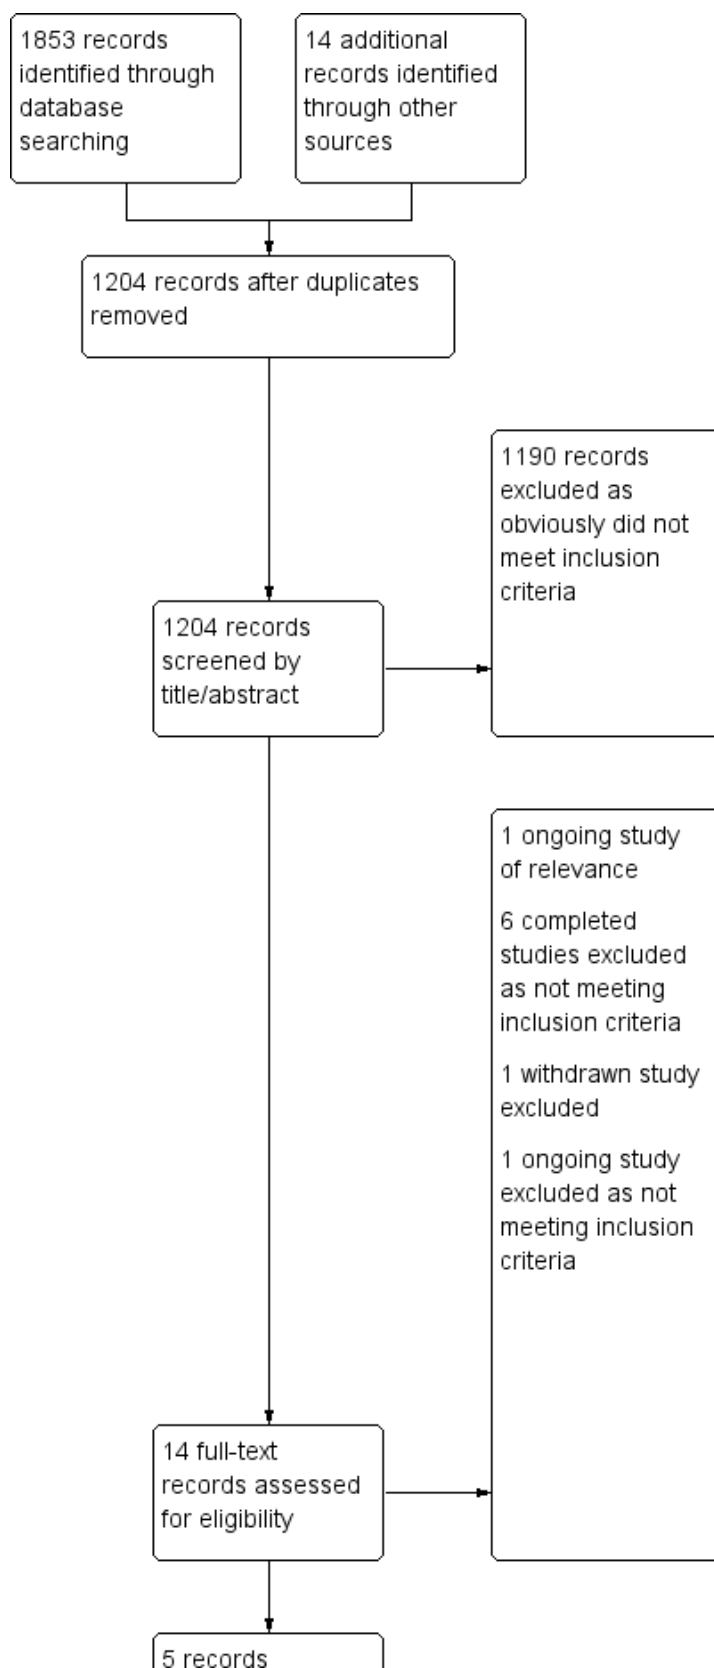 1853 records
identified through
database
searching
14 additional
records identified
through other
sources
1204 records after duplicates
removed
1190 records
excluded as
obviously did not
meet inclusion
criteria
1204 records
screened by
title/abstract
1 ongoing study
of relevance
6 completed
studies excluded
as not meeting
inclusion criteria
1 withdrawn study
excluded
1 ongoing study
excluded as not
meeting inclusion
criteria
14 full-text
records assessed
for eligibility
5 records